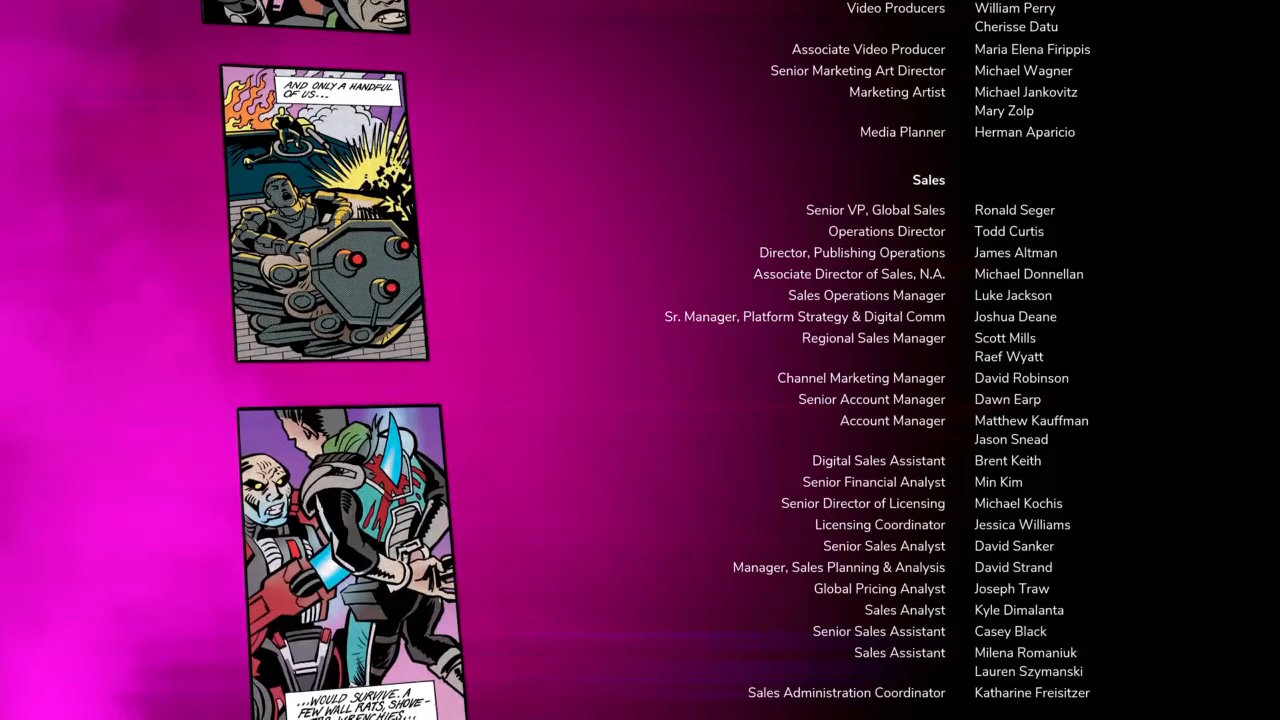 AND ONLY A HANDFUL
OF US...
...WOULD SURVIVE. A
FEW WALL RATS, SHOVE-
WRENCHIES...
Video Producers William Perry
Cherisse Datu
Associate Video Producer Maria Elena Firippis
Senior Marketing Art Director Michael Wagner
Marketing Artist Michael Jankovitz
Mary Zolp
Media Planner Herman Aparicio
Sales
Senior VP, Global Sales Ronald Seger
Operations Director Todd Curtis
Director, Publishing Operations James Altman
Associate Director of Sales, N.A. Michael Donnellan
Sales Operations Manager Luke Jackson
Sr. Manager, Platform Strategy & Digital Comm Joshua Deane
Regional Sales Manager Scott Mills
Raef Wyatt
Channel Marketing Manager David Robinson
Senior Account Manager Dawn Earp
Account Manager Matthew Kauffman
Jason Snead
Digital Sales Assistant Brent Keith
Senior Financial Analyst Min Kim
Senior Director of Licensing Michael Kochis
Licensing Coordinator Jessica Williams
Senior Sales Analyst David Sanker
Manager, Sales Planning & Analysis David Strand
Global Pricing Analyst Joseph Traw
Sales Analyst Kyle Dimalanta
Senior Sales Assistant Casey Black
Sales Assistant Milena Romaniuk
Lauren Szymanski
Sales Administration Coordinator Katharine Freisitzer